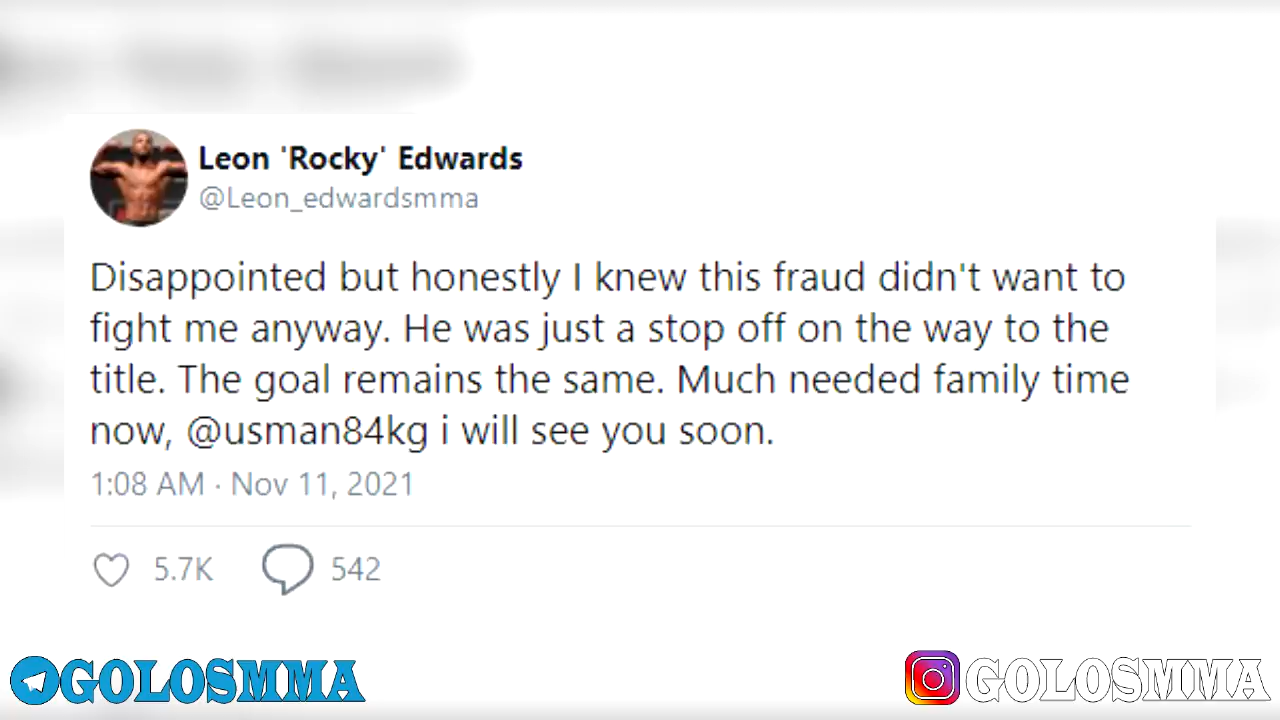 Leon 'Rocky' Edwards
@Leon_edwardsmma
Disappointed but honestly I knew this fraud didn't want to
fight me anyway. He was just a stop off on the way to the
title. The goal remains the same. Much needed family time
now, @usman84kg i will see you soon.
1:08 AM · Nov 11, 2021
5.7K 542
GOLOSMMA GOLOSMMA